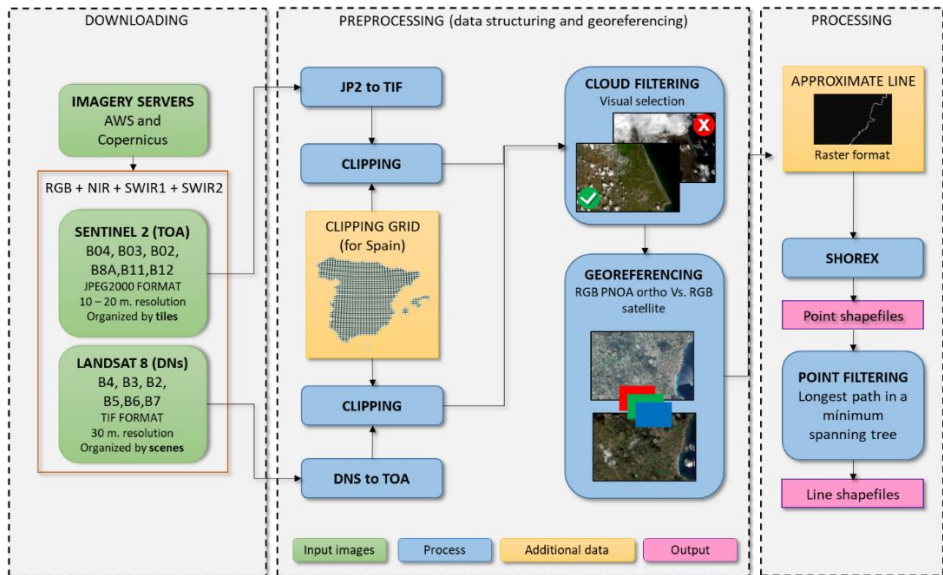 DOWNLOADING
IMAGERY SERVERS
AWS and
Copernicus
RGB + NIR + SWIR1 + SWIR2
SENTINEL 2 (TOA)
B04, B03, B02,
B8A,B11,B12
JPEG2000 FORMAT
10 – 20 m. resolution
Organized by tiles
LANDSAT 8 (DNs)
B4, B3, B2,
B5,B6,B7
TIF FORMAT
30 m. resolution
Organized by scenes
PREPROCESSING (data structuring and georeferencing)
JP2 to TIF
CLIPPING
CLIPPING GRID
(for Spain)
CLIPPING
DNS to TOA
CLOUD FILTERING
Visual selection
X
GEOREFERENCING
RGB PNOA ortho Vs. RGB
satellite
Input images
Process
Additional data
Output
PROCESSING
APPROXIMATE LINE
Raster format
SHOREX
Point shapefiles
POINT FILTERING
Longest path in a
mínimum
spanning tree
Line shapefiles